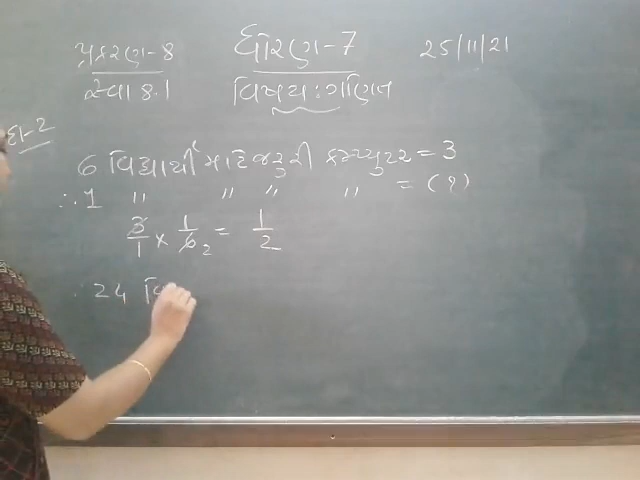 પ્રકરણ-8
સ્વા 8.1
ધોરણ-7
વિષય : ગણિત
25/11/21
દા-2
6 વિદ્યાર્થી માટે જરૂરી કમ્પ્યુટર = 3
∴ 1 " " " " = (?)
3/1 × 1/6 2 = 1/2
∴ 24 વિ